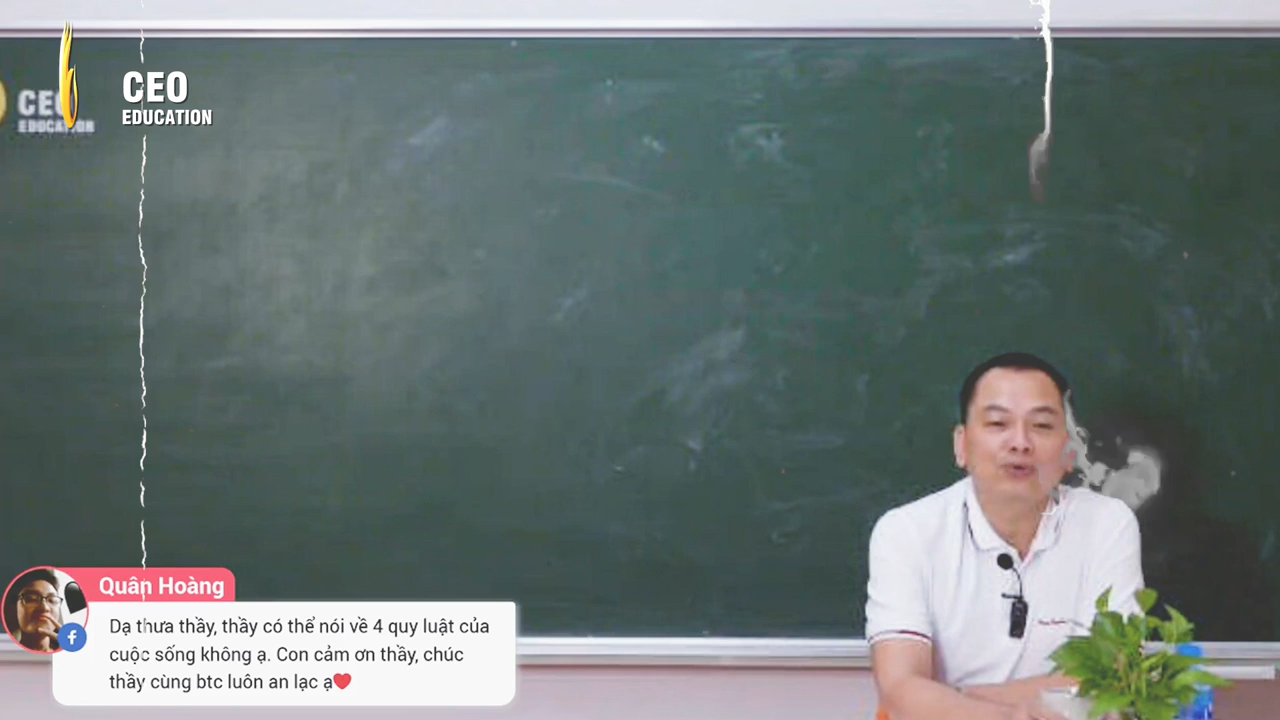 CEO
EDUCATION
CEO
EDUCATION
Quân Hoàng
Dạ thưa thầy, thầy có thể nói về 4 quy luật của
cuộc sống không ạ. Con cảm ơn thầy, chúc
thầy cùng btc luôn an lạc ạ❤️